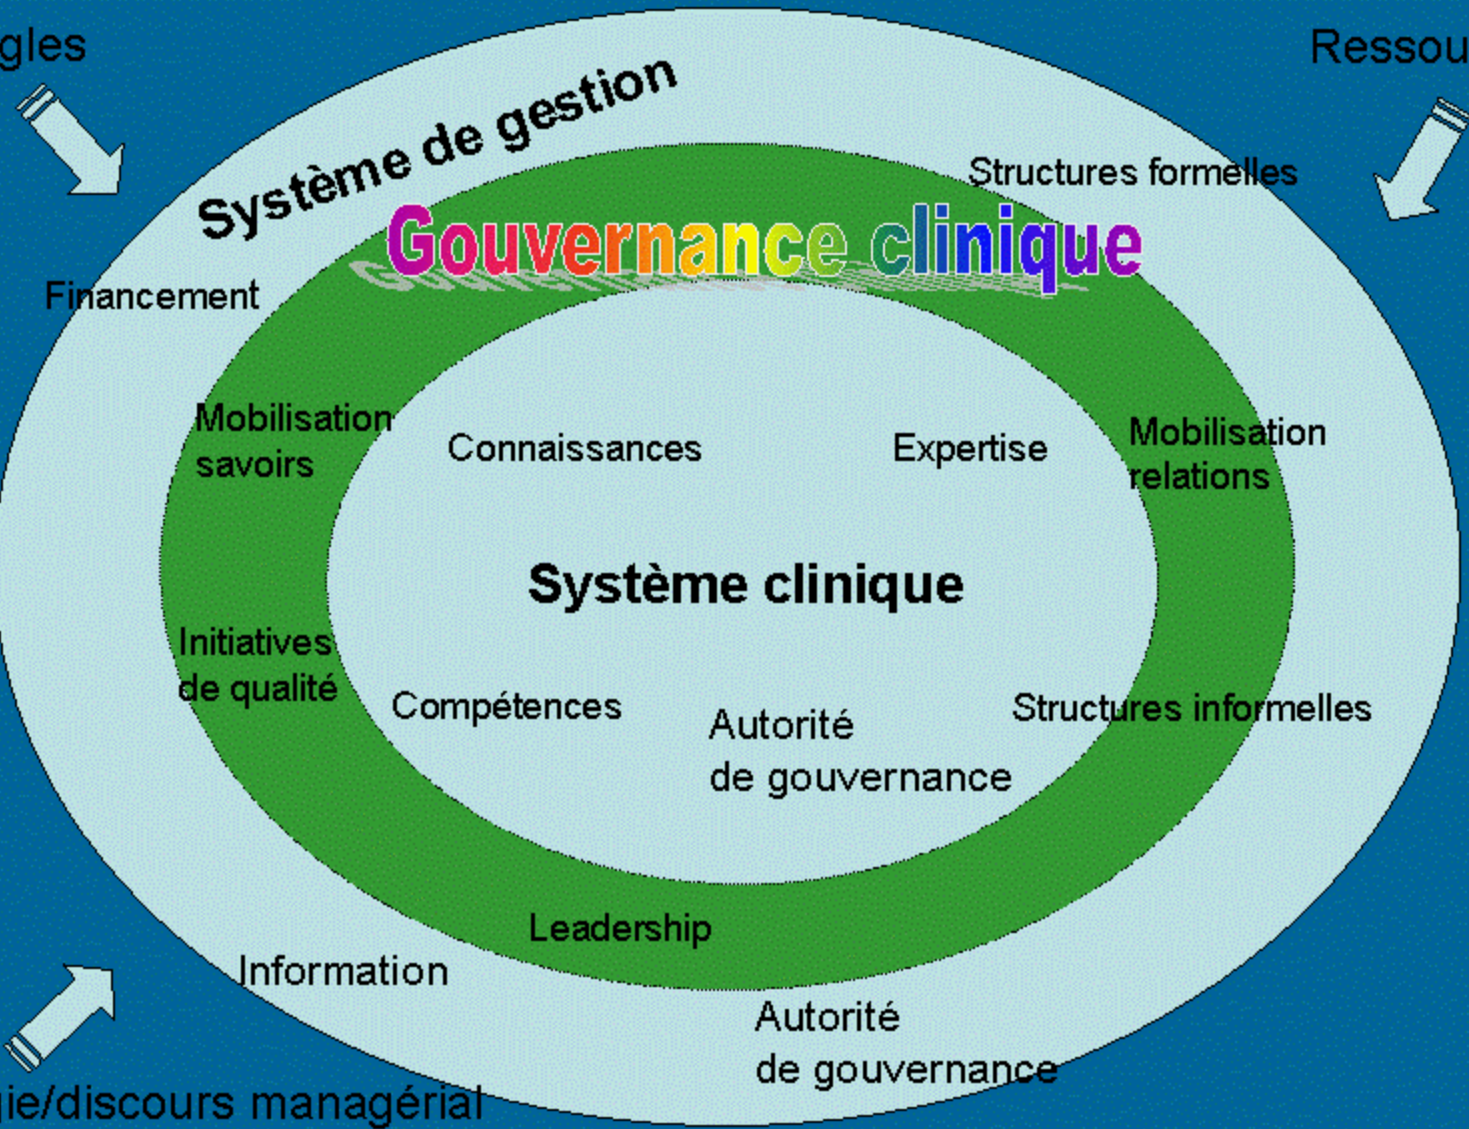 gles
Ressou
Système de gestion
Structures formelles
Gouvernance clinique
Financement
Mobilisation
savoirs
Connaissances
Expertise
Mobilisation
relations
Système clinique
Initiatives
de qualité
Compétences
Autorité
de gouvernance
Structures informelles
Leadership
Information
Autorité
de gouvernance
gie/discours managérial